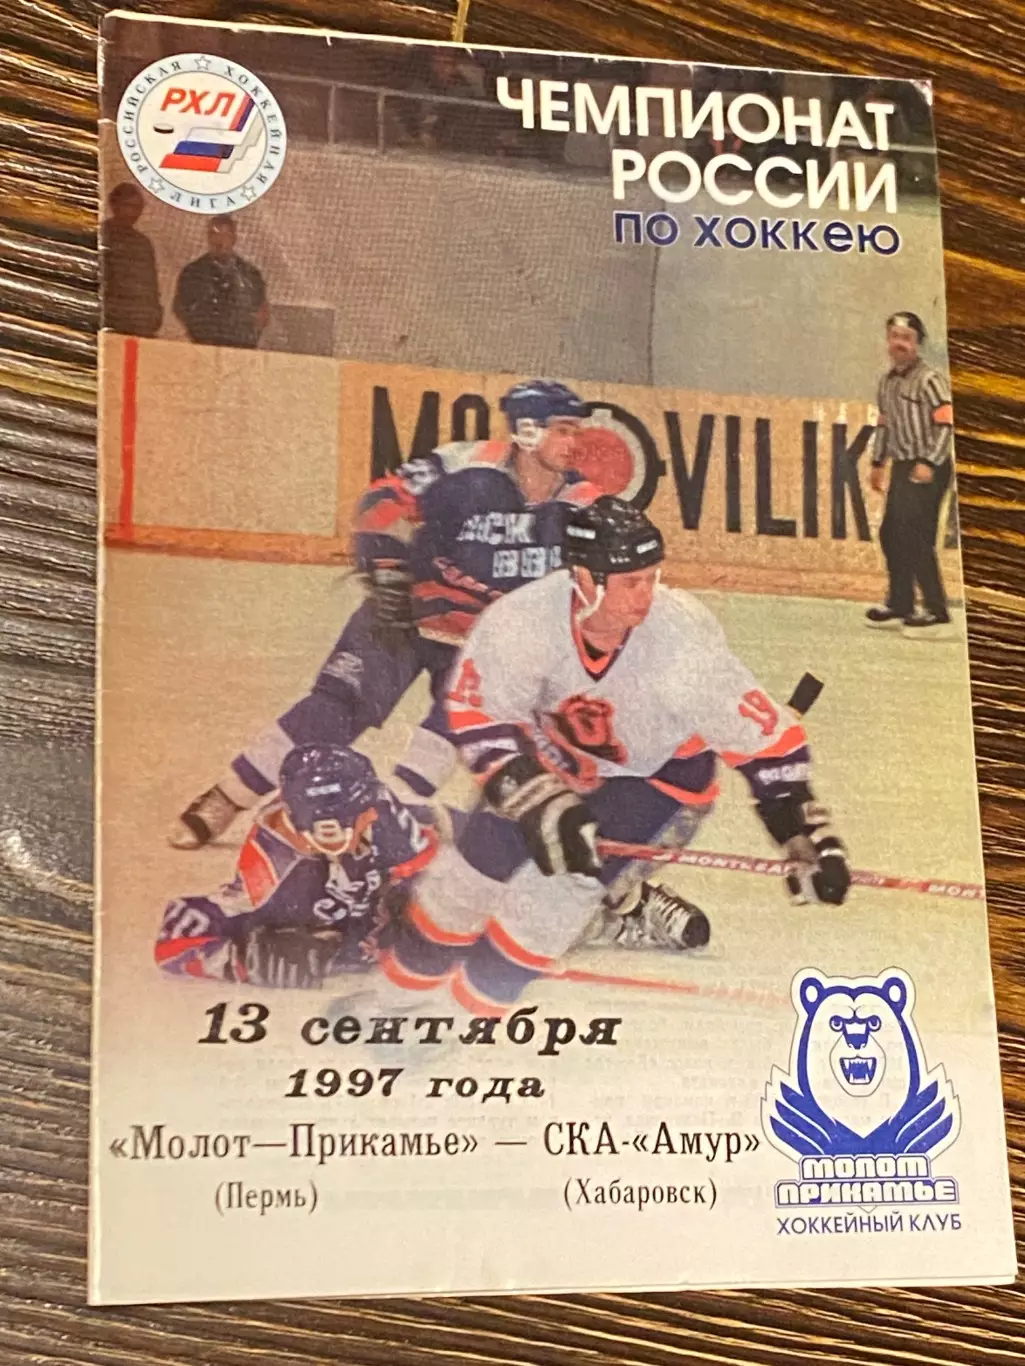 РОССИЙСКАЯ ХОККЕЙНАЯ ЛИГА
РХЛ
ЧЕМПИОНАТ
РОССИИ
ПО ХОККЕЮ
VILIK
19
13 сентября
1997 года
«Молот—Прикамье» — СКА-«Амур»
(Пермь) (Хабаровск)
МОЛОТ
ПРИКАМЬЕ
ХОККЕЙНЫЙ КЛУБ